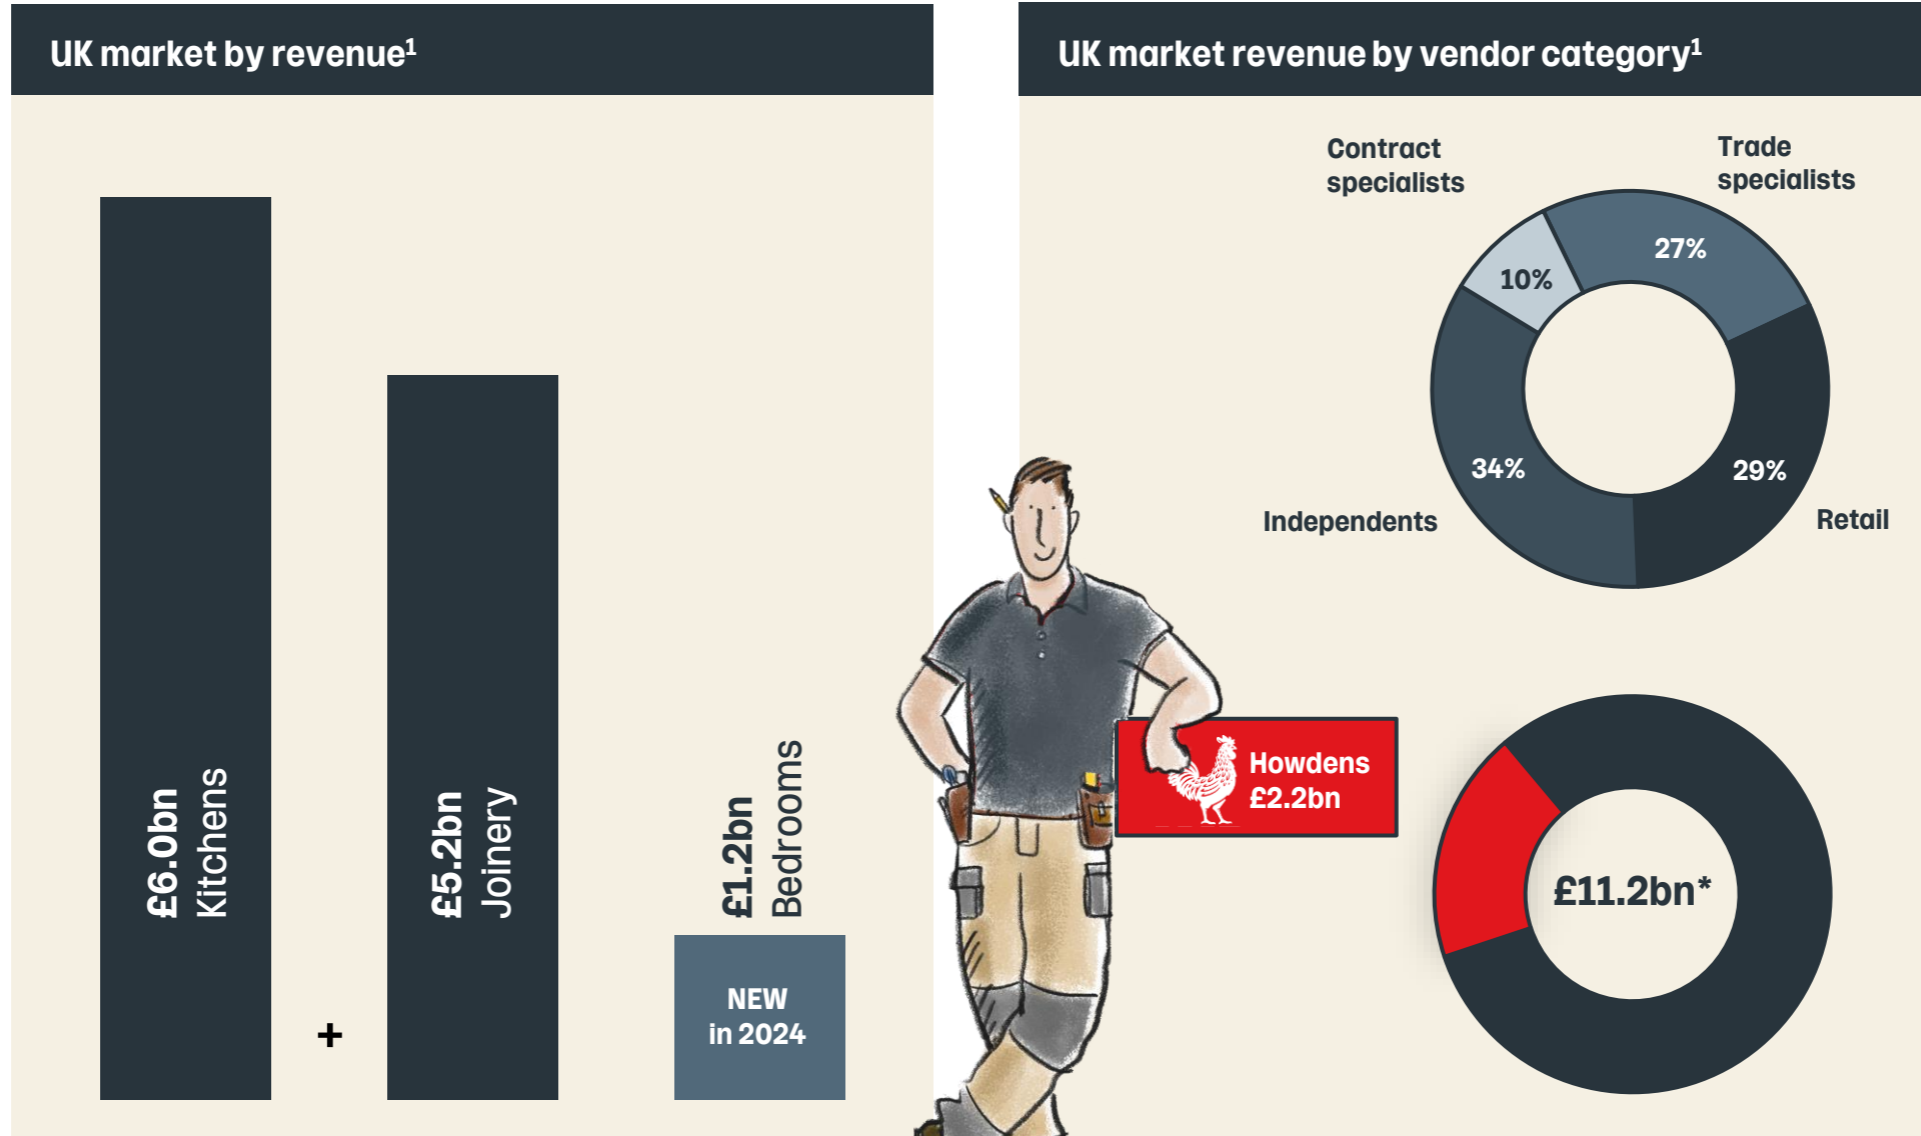 UK market by revenue¹
£6.0bn
Kitchens
+
£5.2bn
Joinery
£1.2bn
Bedrooms
NEW
in 2024
UK market revenue by vendor category¹
Contract
specialists
Trade
specialists
10%
27%
34%
29%
Independents
Retail
Howdens
£2.2bn
£11.2bn*